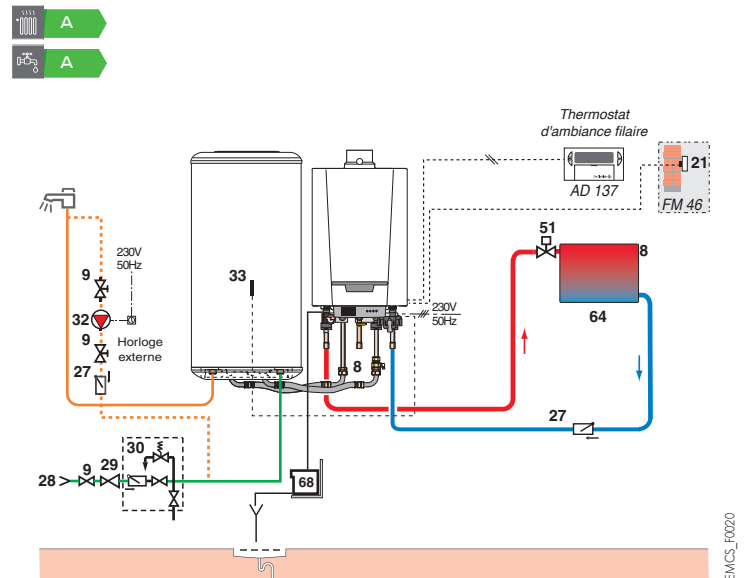 A
A
Thermostat
d'ambiance filaire
AD 137
21
FM 46
51
8
64
230V
50Hz
9
33
32
Horloge
externe
9
27
230V
50Hz
8
27
30
28
9
29
68
EMCS_F0020